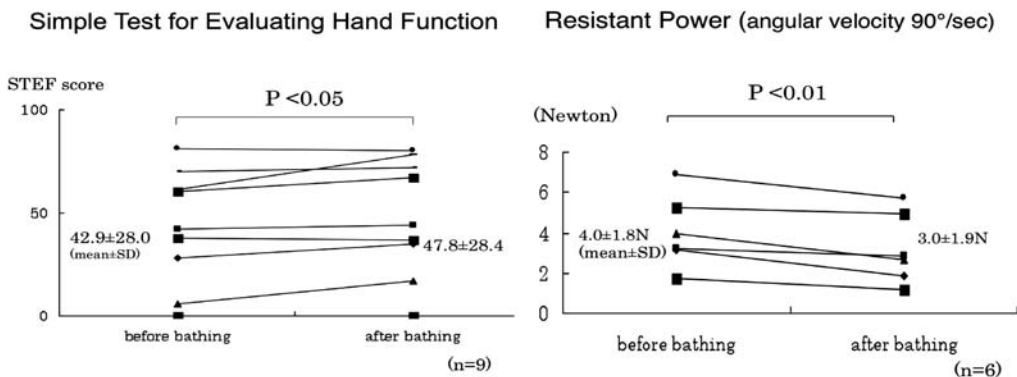 Simple Test for Evaluating Hand Function
STEF score
100
P <0.05
50
42.9±28.0
(mean±SD)
47.8±28.4
0
before bathing
after bathing
(n=9)
Resistant Power (angular velocity 90°/sec)
(Newton)
P <0.01
8
6
4
4.0±1.8N
(mean±SD)
3.0±1.9N
2
0
before bathing
after bathing
(n=6)